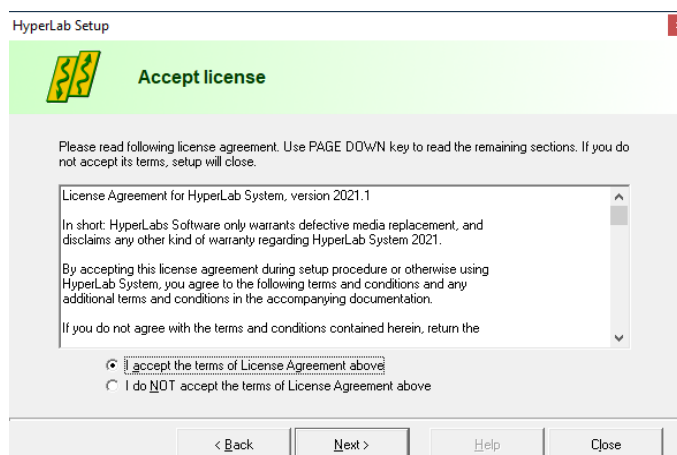 HyperLab Setup
Accept license
Please read following license agreement. Use PAGE DOWN key to read the remaining sections. If you do
not accept its terms, setup will close.
License Agreement for HyperLab System, version 2021.1
In short: HyperLabs Software only warrants defective media replacement, and
disclaims any other kind of warranty regarding HyperLab System 2021.
By accepting this license agreement during setup procedure or otherwise using
HyperLab System, you agree to the following terms and conditions and any
additional terms and conditions in the accompanying documentation.
If you do not agree with the terms and conditions contained herein, return the
I accept the terms of License Agreement above
I do NOT accept the terms of License Agreement above
< Back
Next >
Help
Close